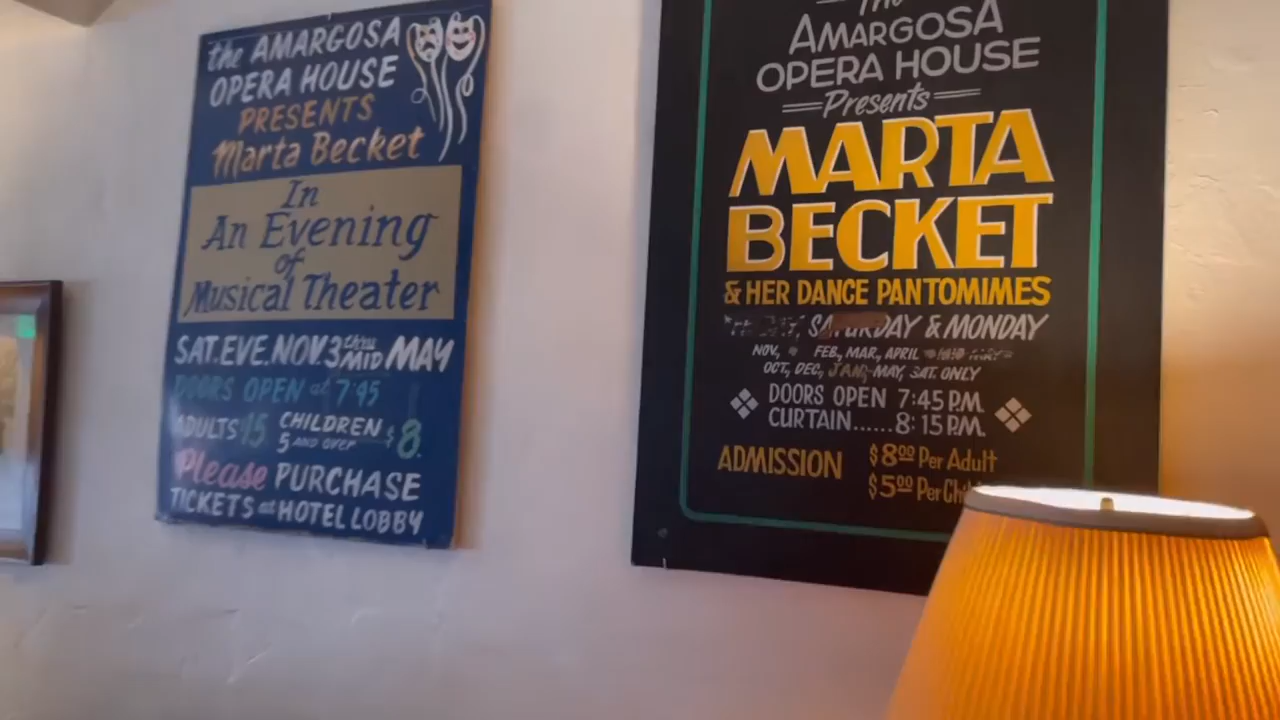 the AMARGOSA
OPERA HOUSE
PRESENTS
Marta Becket
In
An Evening
of
Musical Theater
SAT. EVE. NOV. 3 thru MID MAY
DOORS OPEN at 7:45
ADULTS 15 CHILDREN 5 AND OVER $8.
Please PURCHASE
TICKETS at HOTEL LOBBY
The
AMARGOSA
OPERA HOUSE
Presents
MARTA
BECKET
& HER DANCE PANTOMIMES
SATURDAY & MONDAY
NOV., FEB., MAR., APRIL
OCT., DEC., JAN-MAY, SAT. ONLY
DOORS OPEN 7:45 P.M.
CURTAIN......8:15 P.M.
ADMISSION $8.00 Per Adult
$5.00 Per